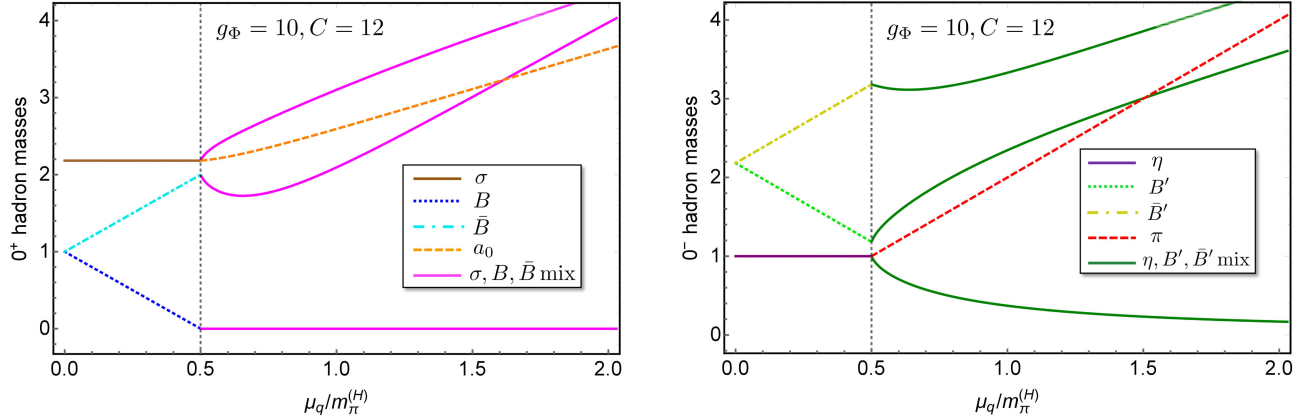 g_Φ = 10, C = 12
0⁺ hadron masses
4
3
2
1
0
σ
B
B̄
a₀
σ, B, B̄ mix
0.0 0.5 1.0 1.5 2.0
μ_q/m_π^(H)
g_Φ = 10, C = 12
0⁻ hadron masses
4
3
2
1
0
η
B′
B̄′
π
η, B′, B̄′ mix
0.0 0.5 1.0 1.5 2.0
μ_q/m_π^(H)